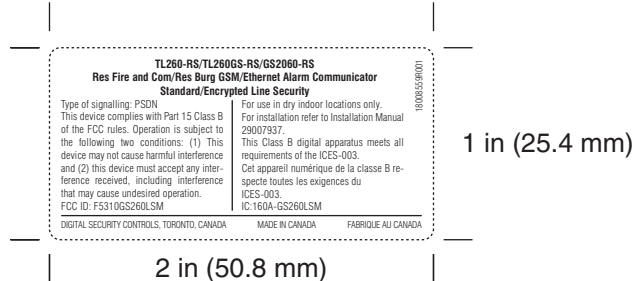 TL260-RS/TL260GS-RS/GS2060-RS
Res Fire and Com/Res Burg GSM/Ethernet Alarm Communicator
Standard/Encrypted Line Security
Type of signalling: PSDN
This device complies with Part 15 Class B
of the FCC rules. Operation is subject to
the following two conditions: (1) This
device may not cause harmful interference
and (2) this device must accept any inter-
ference received, including interference
that may cause undesired operation.
FCC ID: F5310GS260LSM
For use in dry indoor locations only.
For installation refer to Installation Manual
29007937.
This Class B digital apparatus meets all
requirements of the ICES-003.
Cet appareil numérique de la classe B re-
specte toutes les exigences du
ICES-003.
IC:160A-GS260LSM
18008559R001
DIGITAL SECURITY CONTROLS, TORONTO, CANADA MADE IN CANADA FABRIQUE AU CANADA
1 in (25.4 mm)
2 in (50.8 mm)